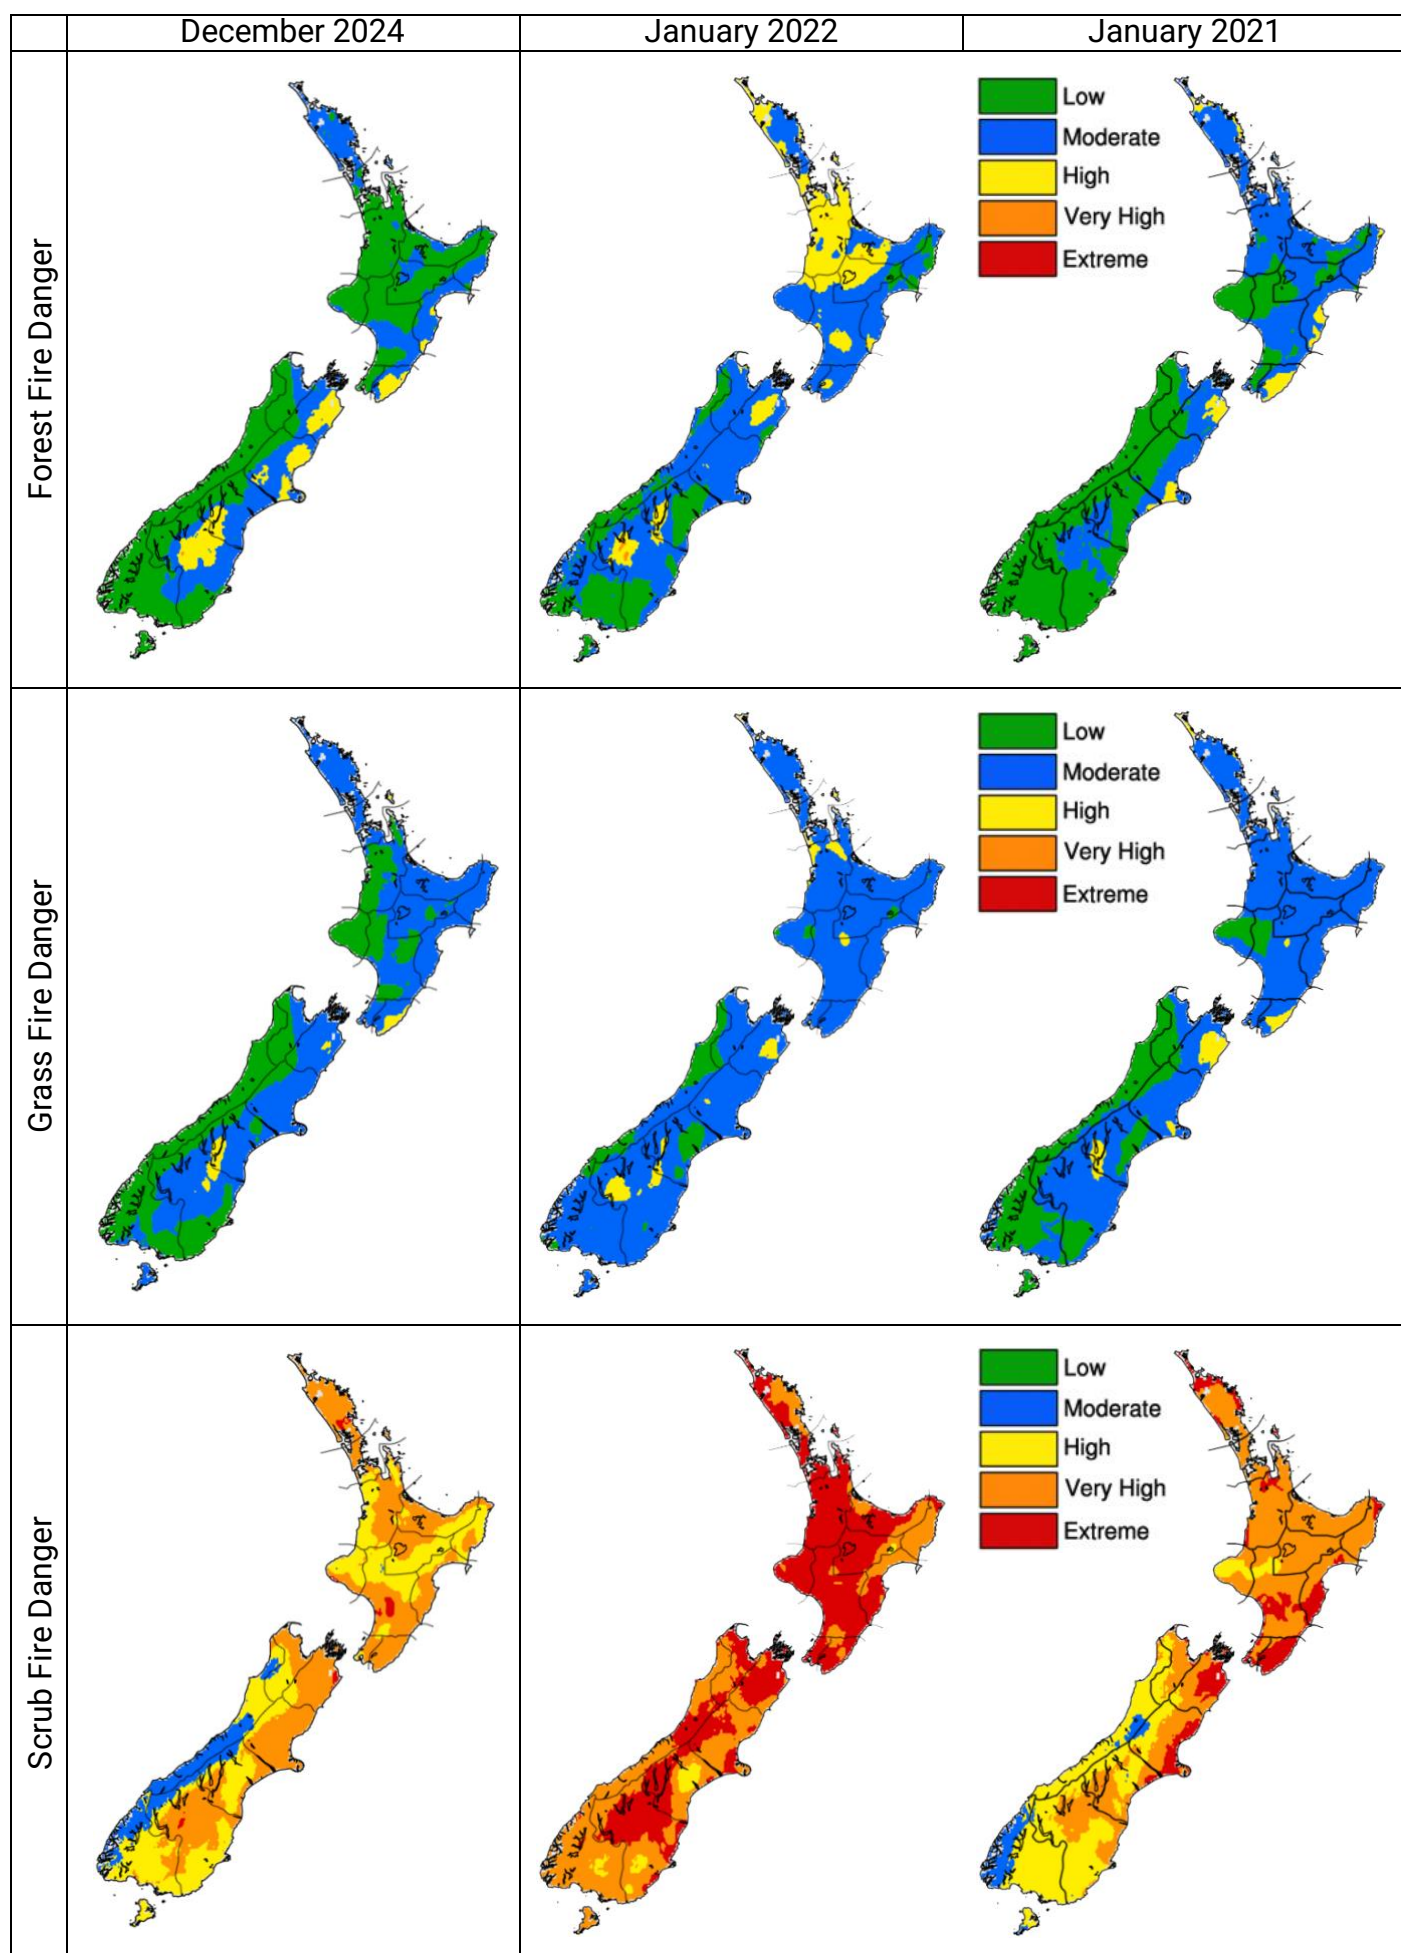 December 2024
January 2022
January 2021
Forest Fire Danger
Low
Moderate
High
Very High
Extreme
Grass Fire Danger
Low
Moderate
High
Very High
Extreme
Scrub Fire Danger
Low
Moderate
High
Very High
Extreme